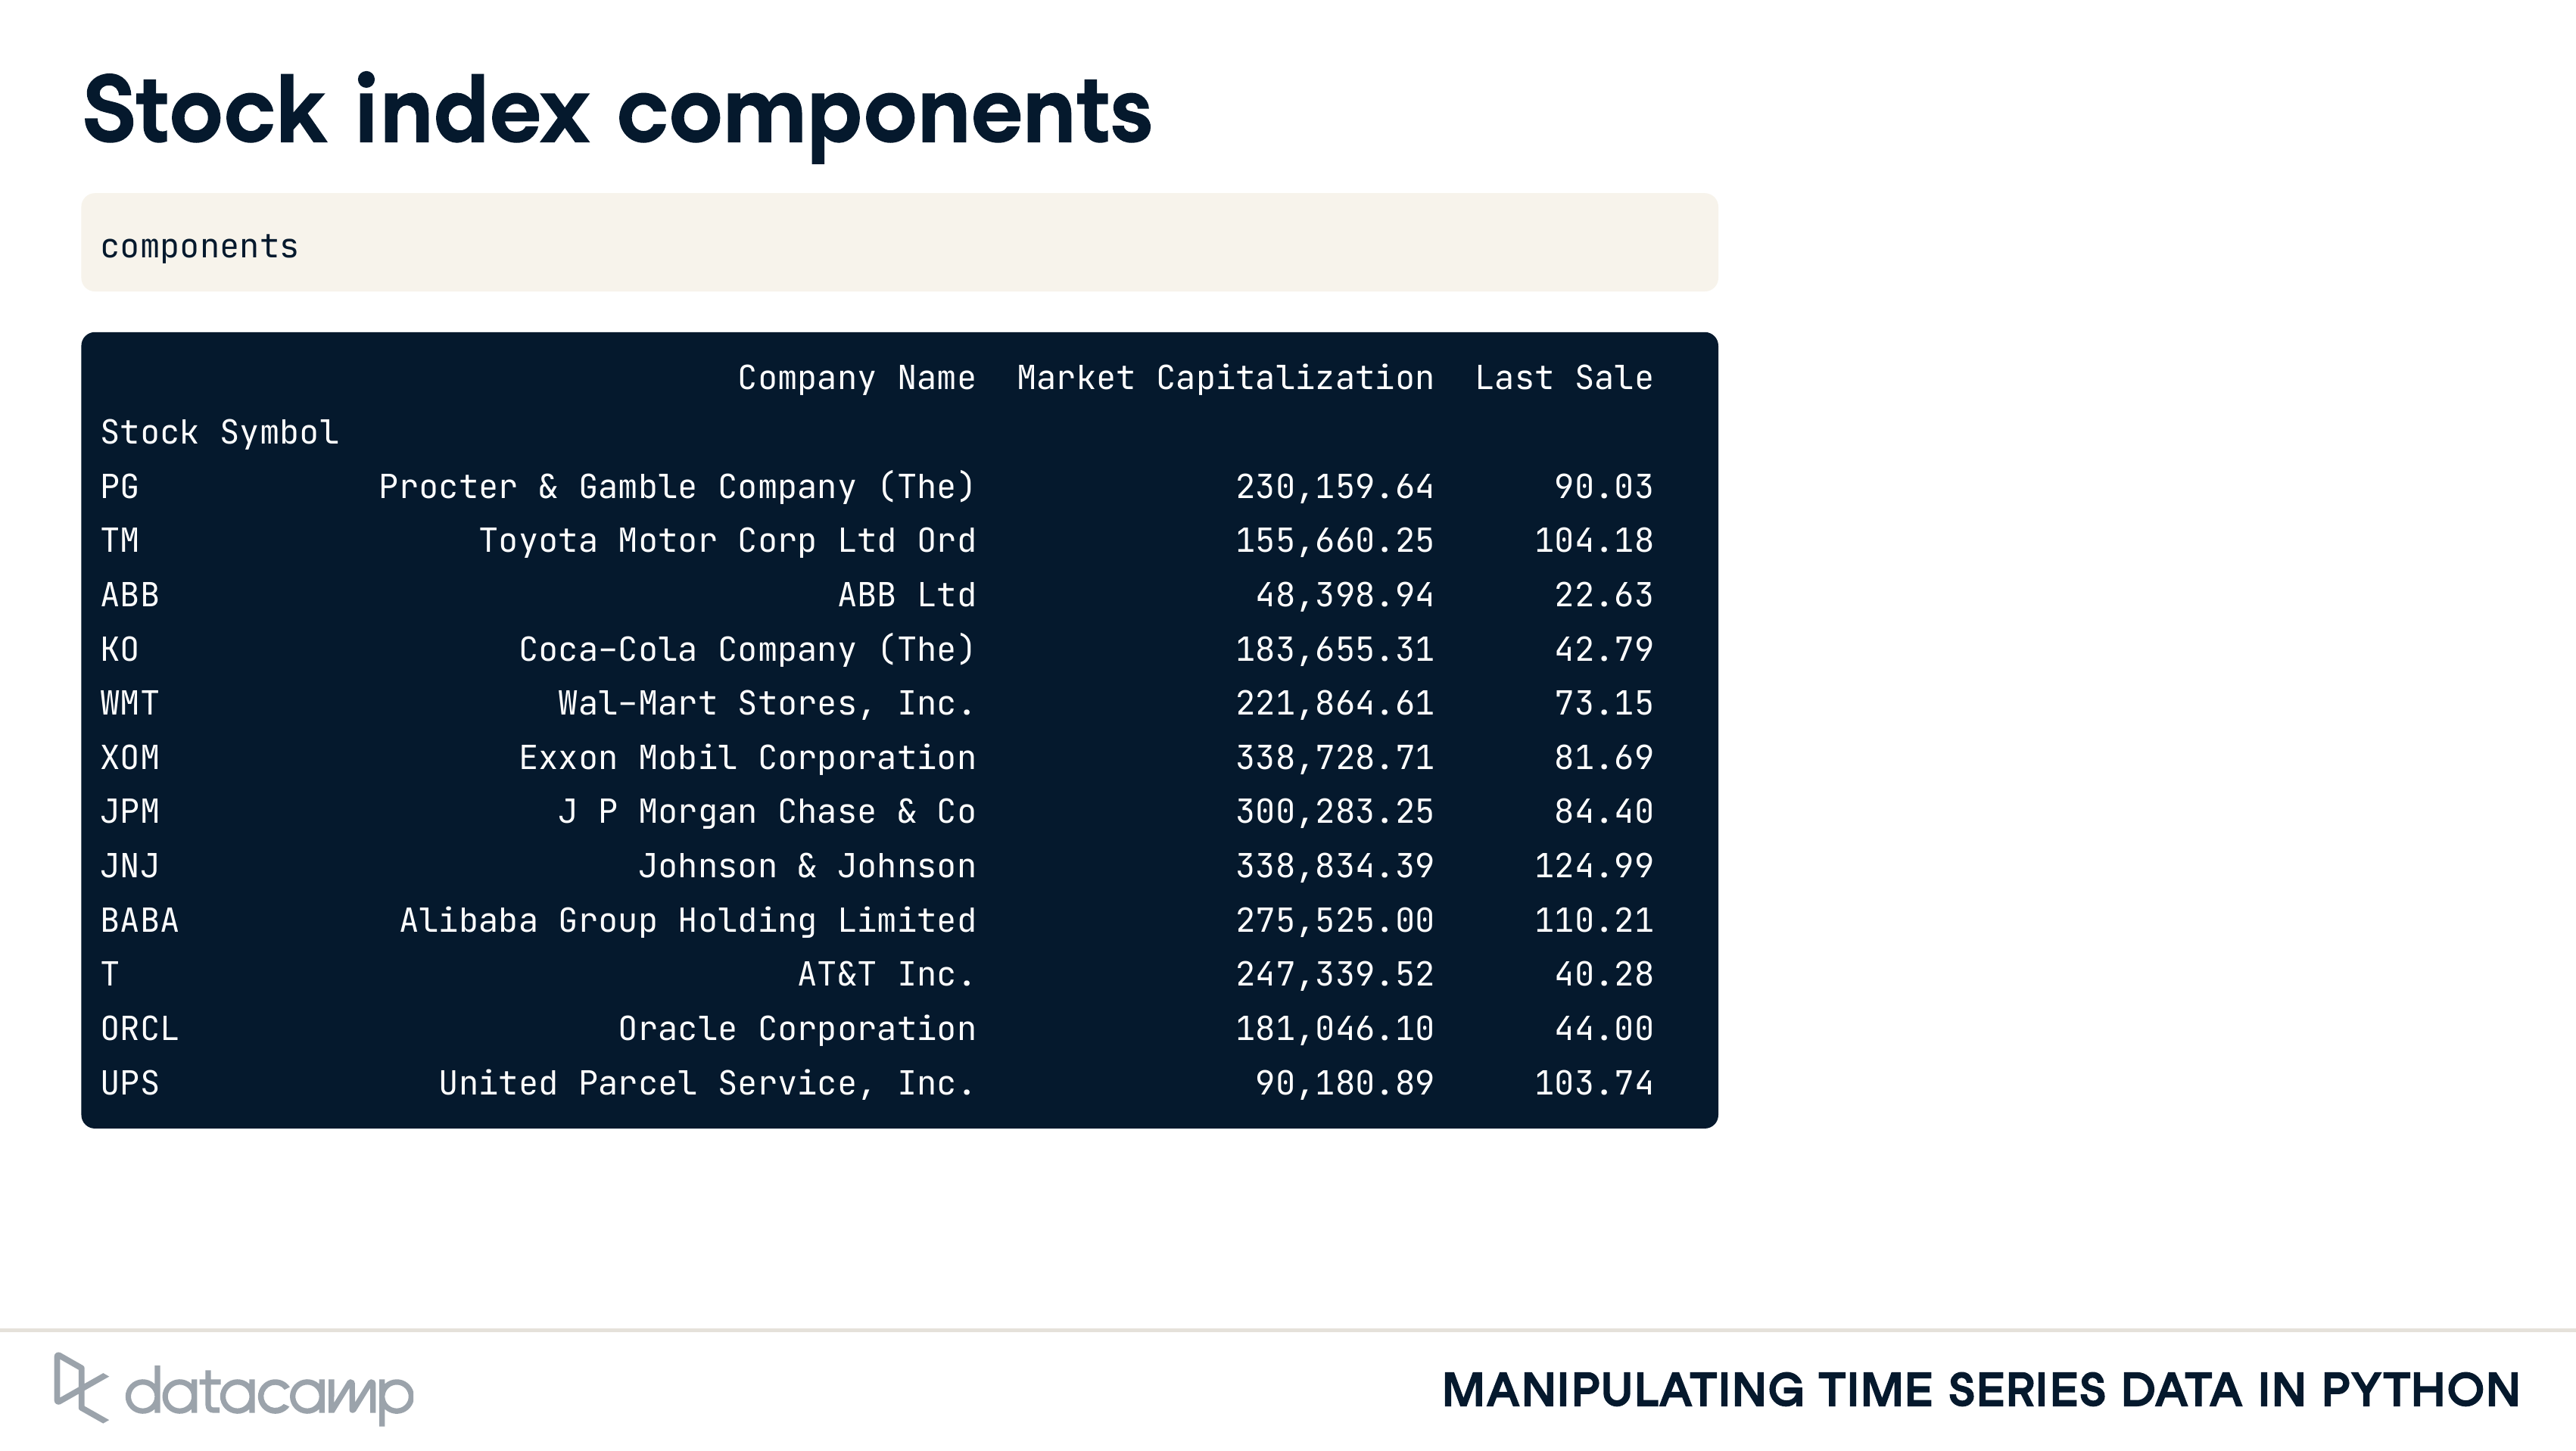 Stock index components
components
Company Name Market Capitalization Last Sale
Stock Symbol
PG Procter & Gamble Company (The) 230,159.64 90.03
TM Toyota Motor Corp Ltd Ord 155,660.25 104.18
ABB ABB Ltd 48,398.94 22.63
KO Coca-Cola Company (The) 183,655.31 42.79
WMT Wal-Mart Stores, Inc. 221,864.61 73.15
XOM Exxon Mobil Corporation 338,728.71 81.69
JPM J P Morgan Chase & Co 300,283.25 84.40
JNJ Johnson & Johnson 338,834.39 124.99
BABA Alibaba Group Holding Limited 275,525.00 110.21
T AT&T Inc. 247,339.52 40.28
ORCL Oracle Corporation 181,046.10 44.00
UPS United Parcel Service, Inc. 90,180.89 103.74
datacamp
MANIPULATING TIME SERIES DATA IN PYTHON